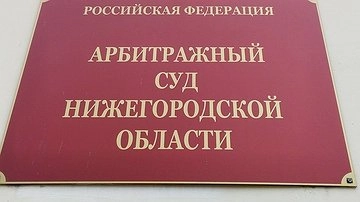 РОССИЙСКАЯ ФЕДЕРАЦИЯ
АРБИТРАЖНЫЙ
СУД
НИЖЕГОРОДСКОЙ
ОБЛАСТИ